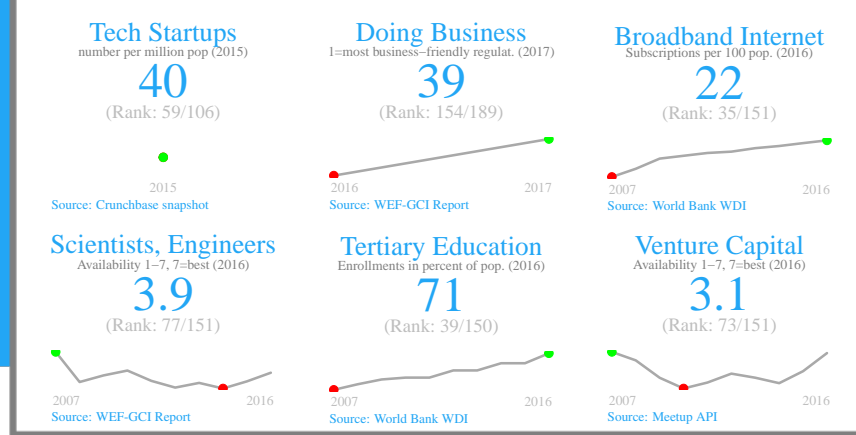 Tech Startups
number per million pop (2015)
40
(Rank: 59/106)
2015
Source: Crunchbase snapshot
Doing Business
1=most business−friendly regulat. (2017)
39
(Rank: 154/189)
2016 2017
Source: WEF-GCI Report
Broadband Internet
Subscriptions per 100 pop. (2016)
22
(Rank: 35/151)
2007 2016
Source: World Bank WDI
Scientists, Engineers
Availability 1−7, 7=best (2016)
3.9
(Rank: 77/151)
2007 2016
Source: WEF-GCI Report
Tertiary Education
Enrollments in percent of pop. (2016)
71
(Rank: 39/150)
2007 2016
Source: World Bank WDI
Venture Capital
Availability 1−7, 7=best (2016)
3.1
(Rank: 73/151)
2007 2016
Source: Meetup API